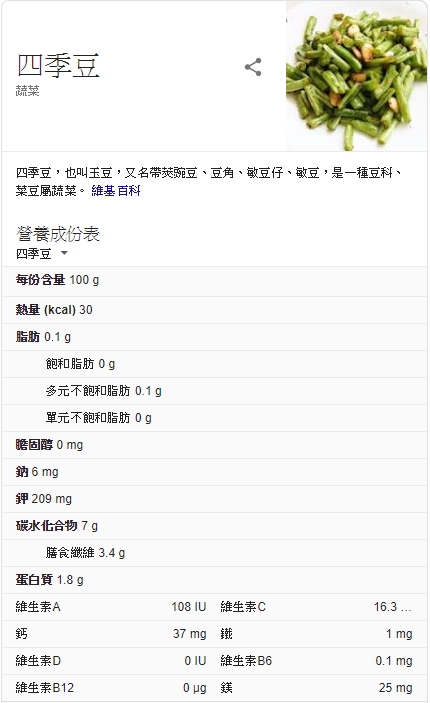 四季豆
蔬菜
四季豆，也叫玉豆，又名帶莢豌豆、豆角、敏豆仔、敏豆，是一種豆科、
菜豆屬蔬菜。 維基百科
營養成份表
四季豆
每份含量 100 g
熱量 (kcal) 30
脂肪 0.1 g
飽和脂肪 0 g
多元不飽和脂肪 0.1 g
單元不飽和脂肪 0 g
膽固醇 0 mg
鈉 6 mg
鉀 209 mg
碳水化合物 7 g
膳食纖維 3.4 g
蛋白質 1.8 g
維生素A 108 IU 維生素C 16.3 ...
鈣 37 mg 鐵 1 mg
維生素D 0 IU 維生素B6 0.1 mg
維生素B12 0 µg 鎂 25 mg